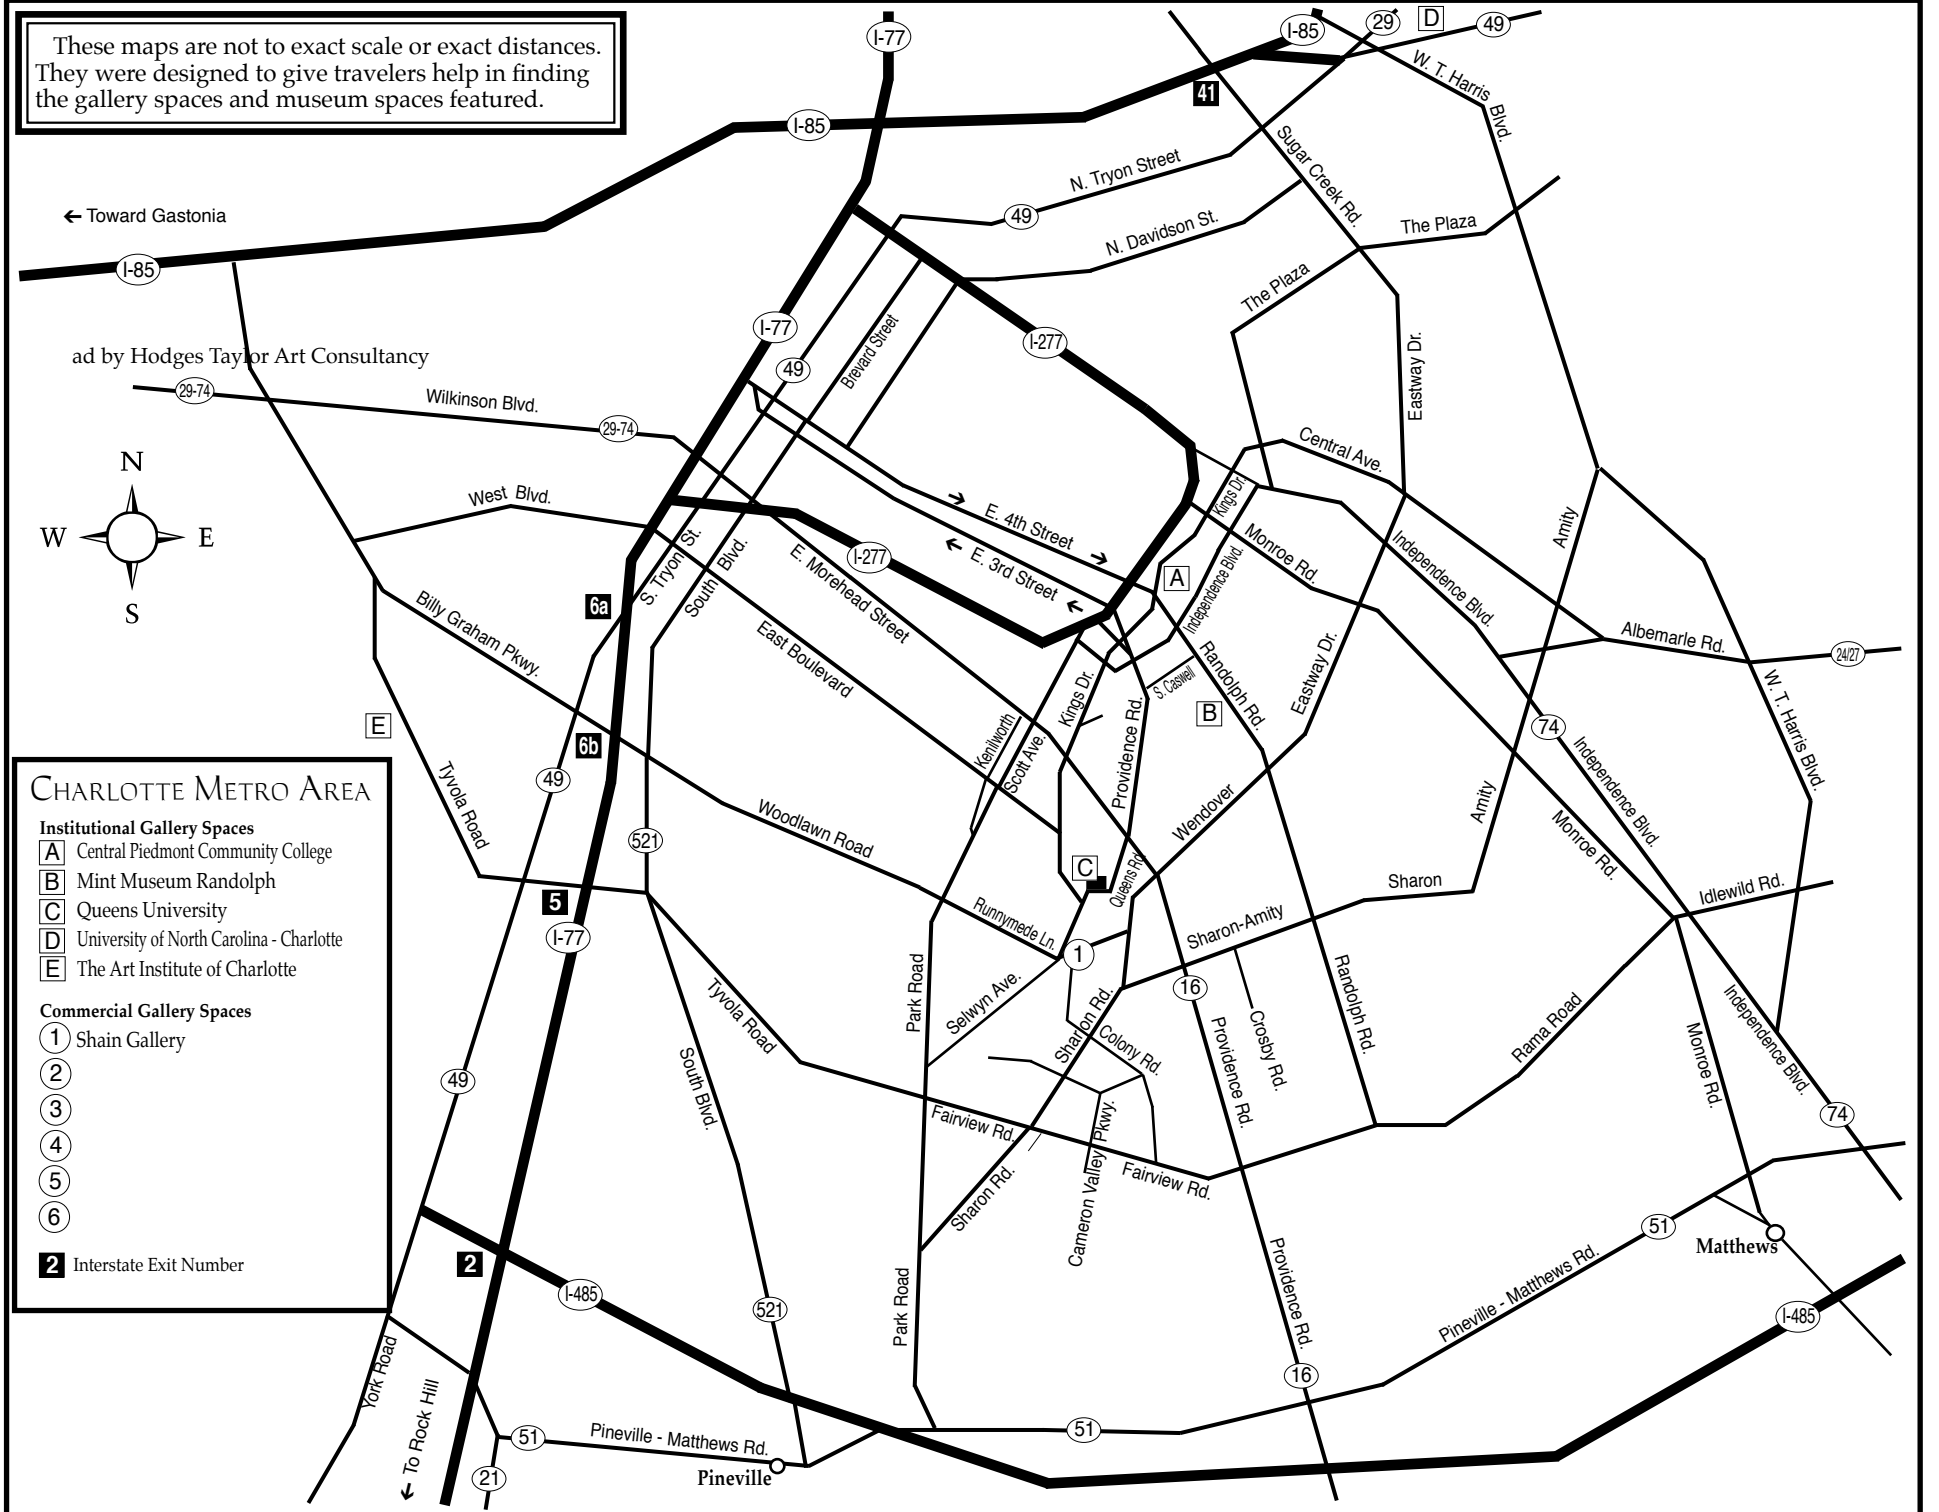 These maps are not to exact scale or exact distances.
They were designed to give travelers help in finding
the gallery spaces and museum spaces featured.
I-77
I-85
29
D
49
W. T. Harris
Blvd.
41
I-85
Sugar Creek Rd.
N. Tryon Street
49
N. Davidson St.
The Plaza
← Toward Gastonia
I-85
The Plaza
I-77
I-277
49
Brevard Street
Eastway Dr.
ad by Hodges Taylor Art Consultancy
29-74
Wilkinson Blvd.
29-74
Central Ave.
N
W
E
S
West Blvd.
Kings Dr.
E. 4th Street
E. 3rd Street
Monroe Rd.
Independence Blvd.
Amity
I-277
S. Tryon St.
South Blvd.
E. Morehead Street
A
Independence Blvd.
6a
Billy Graham Pkwy.
East Boulevard
Randolph Rd.
Eastway Dr.
Albemarle Rd.
24/27
W. T. Harris Blvd.
S. Caswell
Kings Dr.
B
E
6b
Kenilworth
Scott Ave.
Providence Rd.
74
Independence Blvd.
Tyvola Road
49
521
Woodlawn Road
Wendover
Amity
Monroe Rd.
C
Queens Rd.
Sharon
Idlewild Rd.
5
I-77
Runnymede Ln.
1
Sharon-Amity
Charlotte Metro Area
Institutional Gallery Spaces
A Central Piedmont Community College
B Mint Museum Randolph
C Queens University
D University of North Carolina - Charlotte
E The Art Institute of Charlotte
Commercial Gallery Spaces
1 Shain Gallery
2
3
4
5
6
2 Interstate Exit Number
Park Road
Selwyn Ave.
16
Randolph Rd.
Tyvola Road
Sharon Rd.
Colony Rd.
Providence Rd.
Crosby Rd.
Rama Road
Monroe Rd.
Independence Blvd.
49
South Blvd.
Fairview Rd.
74
Cameron Valley Pkwy.
Fairview Rd.
Sharon Rd.
51
Matthews
2
I-485
521
Park Road
Providence Rd.
Pineville - Matthews Rd.
I-485
York Road
16
← To Rock Hill
51
Pineville - Matthews Rd.
51
Pineville
21